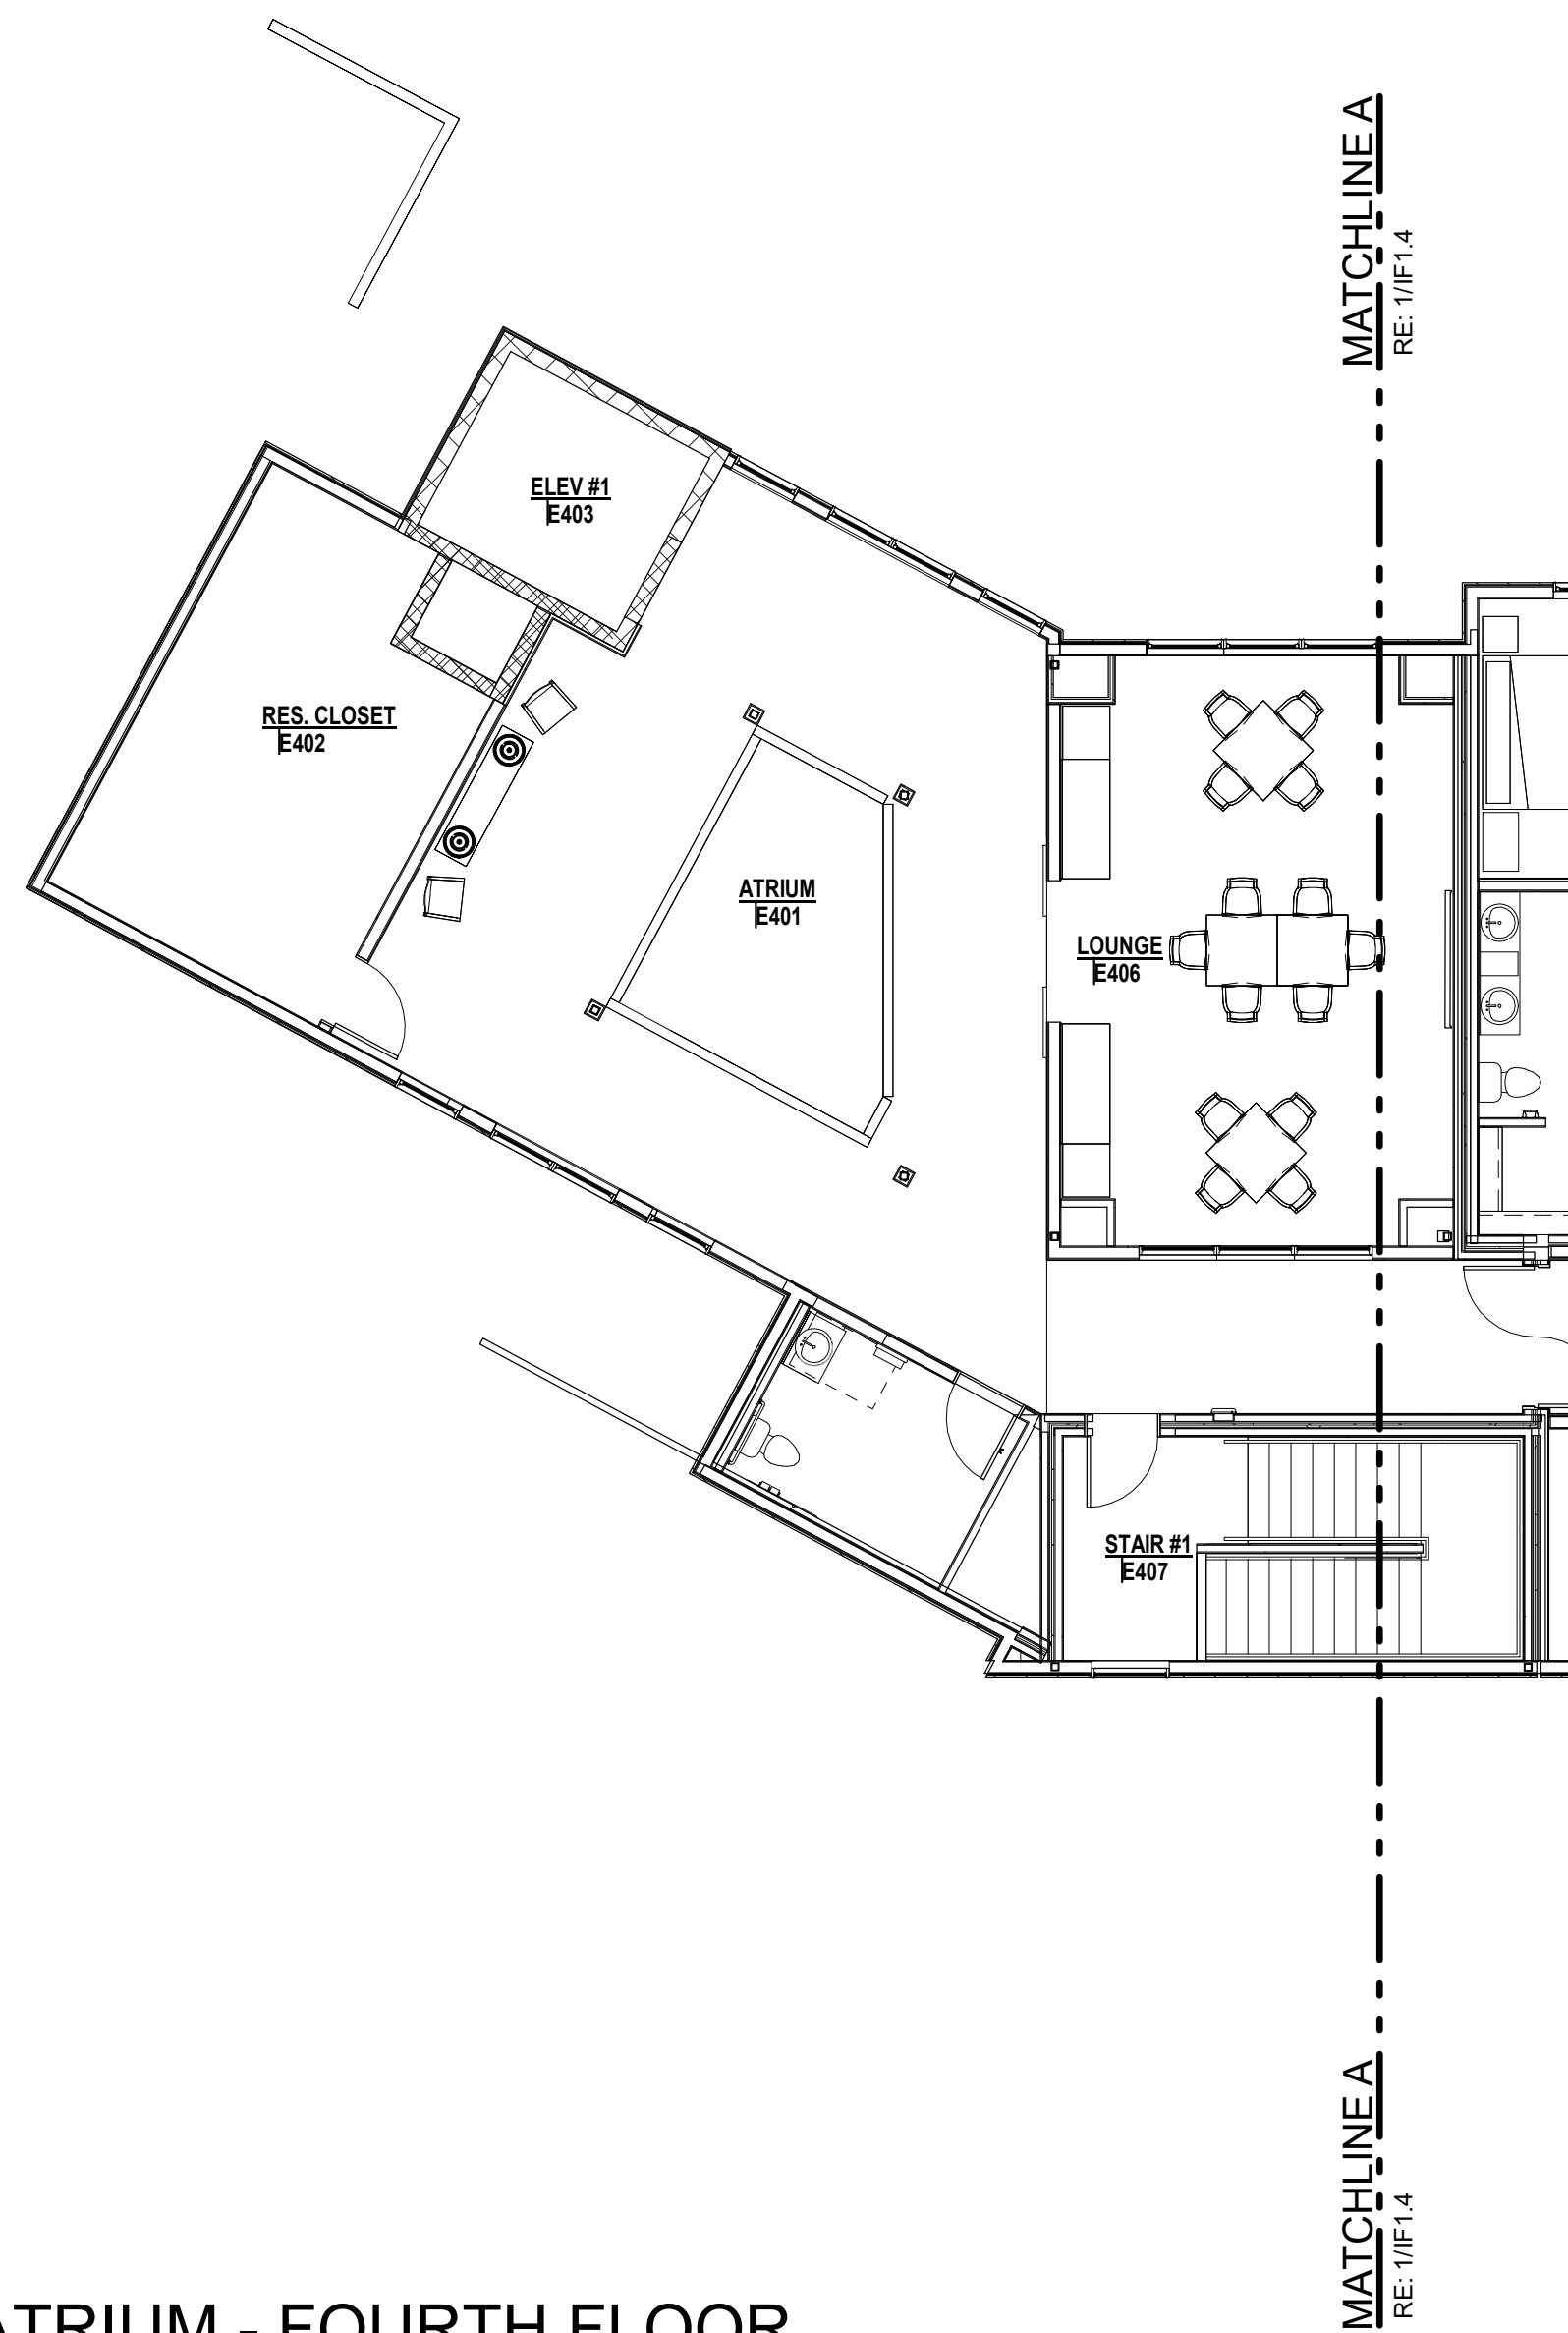 MATCHLINE A
RE: 1/IF1.4
ELEV #1
E403
RES. CLOSET
E402
ATRIUM
E401
LOUNGE
E406
STAIR #1
E407
MATCHLINE A
RE: 1/IF1.4
ATRIUM - FOURTH FLOOR